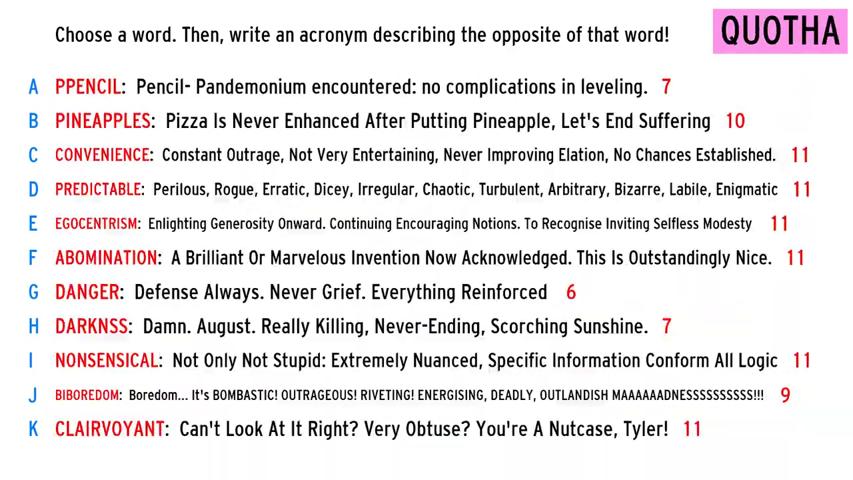 Choose a word. Then, write an acronym describing the opposite of that word!
QUOTHA
A PPENCIL: Pencil- Pandemonium encountered: no complications in leveling. 7
B PINEAPPLES: Pizza Is Never Enhanced After Putting Pineapple, Let's End Suffering 10
C CONVENIENCE: Constant Outrage, Not Very Entertaining, Never Improving Elation, No Chances Established. 11
D PREDICTABLE: Perilous, Rogue, Erratic, Dicey, Irregular, Chaotic, Turbulent, Arbitrary, Bizarre, Labile, Enigmatic 11
E EGOCENTRISM: Enlighting Generosity Onward. Continuing Encouraging Notions. To Recognise Inviting Selfless Modesty 11
F ABOMINATION: A Brilliant Or Marvelous Invention Now Acknowledged. This Is Outstandingly Nice. 11
G DANGER: Defense Always. Never Grief. Everything Reinforced 6
H DARKNSS: Damn. August. Really Killing, Never-Ending, Scorching Sunshine. 7
I NONSENSICAL: Not Only Not Stupid: Extremely Nuanced, Specific Information Conform All Logic 11
J BIBOREDOM: Boredom... It's BOMBASTIC! OUTRAGEOUS! RIVETING! ENERGISING, DEADLY, OUTLANDISH MAAAAAADNESSSSSSSSSS!!! 9
K CLAIRVOYANT: Can't Look At It Right? Very Obtuse? You're A Nutcase, Tyler! 11